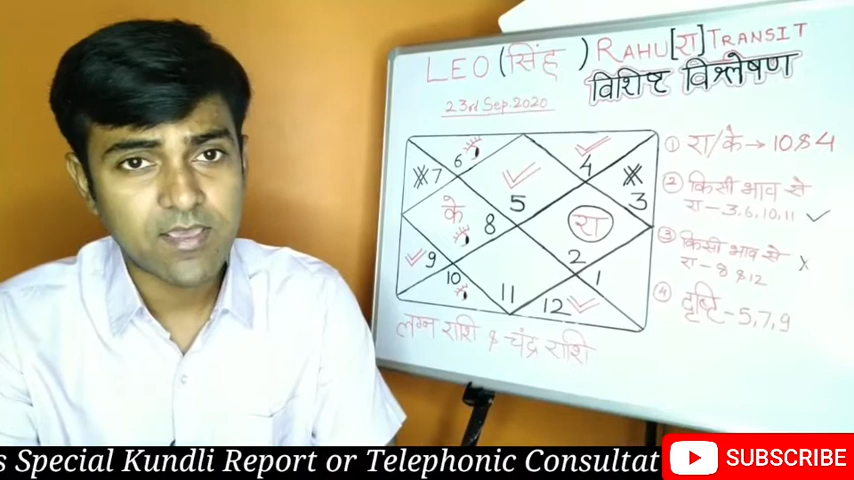 LEO (सिंह) RAHU[रा] TRANSIT
विशिष्ट विश्लेषण
23rd Sep. 2020
① रा/के → 10 & 4
② किसी भाव से
रा - 3, 6, 10, 11 ✓
③ किसी भाव से
रा - 8 & 12 X
④ दृष्टि - 5, 7, 9
6
4
7
5
3
के
8
रा
9
2
10
1
11
12
लग्न राशि & चंद्र राशि
s Special Kundli Report or Telephonic Consultat
SUBSCRIBE